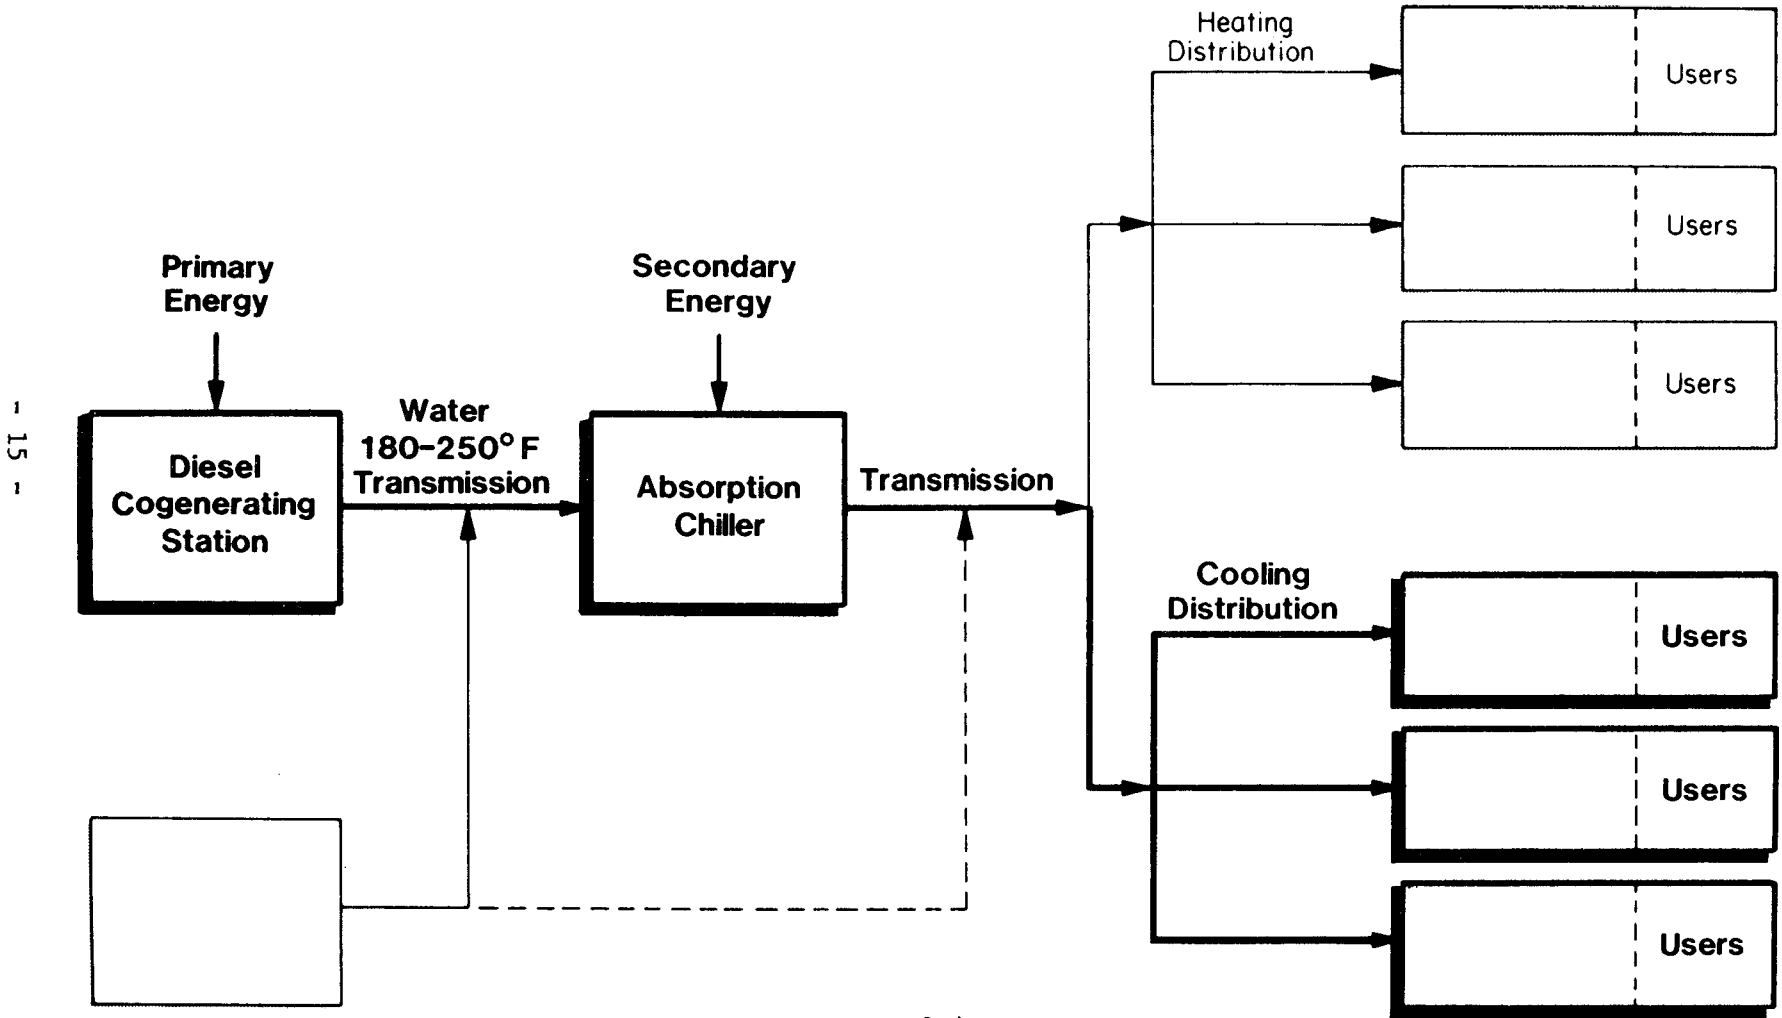 Heating
Distribution
Users
Users
Users
Primary
Energy
Secondary
Energy
Water
180-250° F
Transmission
Diesel
Cogenerating
Station
Absorption
Chiller
Transmission
Cooling
Distribution
Users
Users
Users
- 15 -